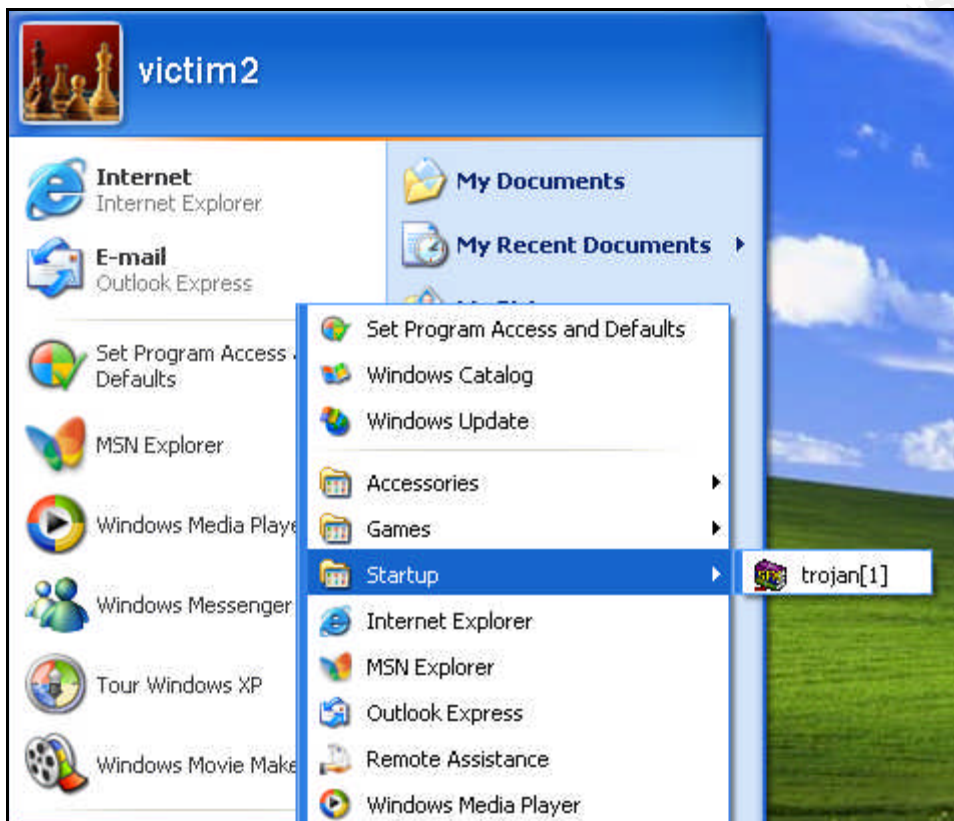 victim2
Internet
Internet Explorer
E-mail
Outlook Express
Set Program Access
Defaults
MSN Explorer
Windows Media Playe
Windows Messenger
Tour Windows XP
Windows Movie Make
My Documents
My Recent Documents
Set Program Access and Defaults
Windows Catalog
Windows Update
Accessories
Games
Startup
Internet Explorer
MSN Explorer
Outlook Express
Remote Assistance
Windows Media Player
trojan[1]